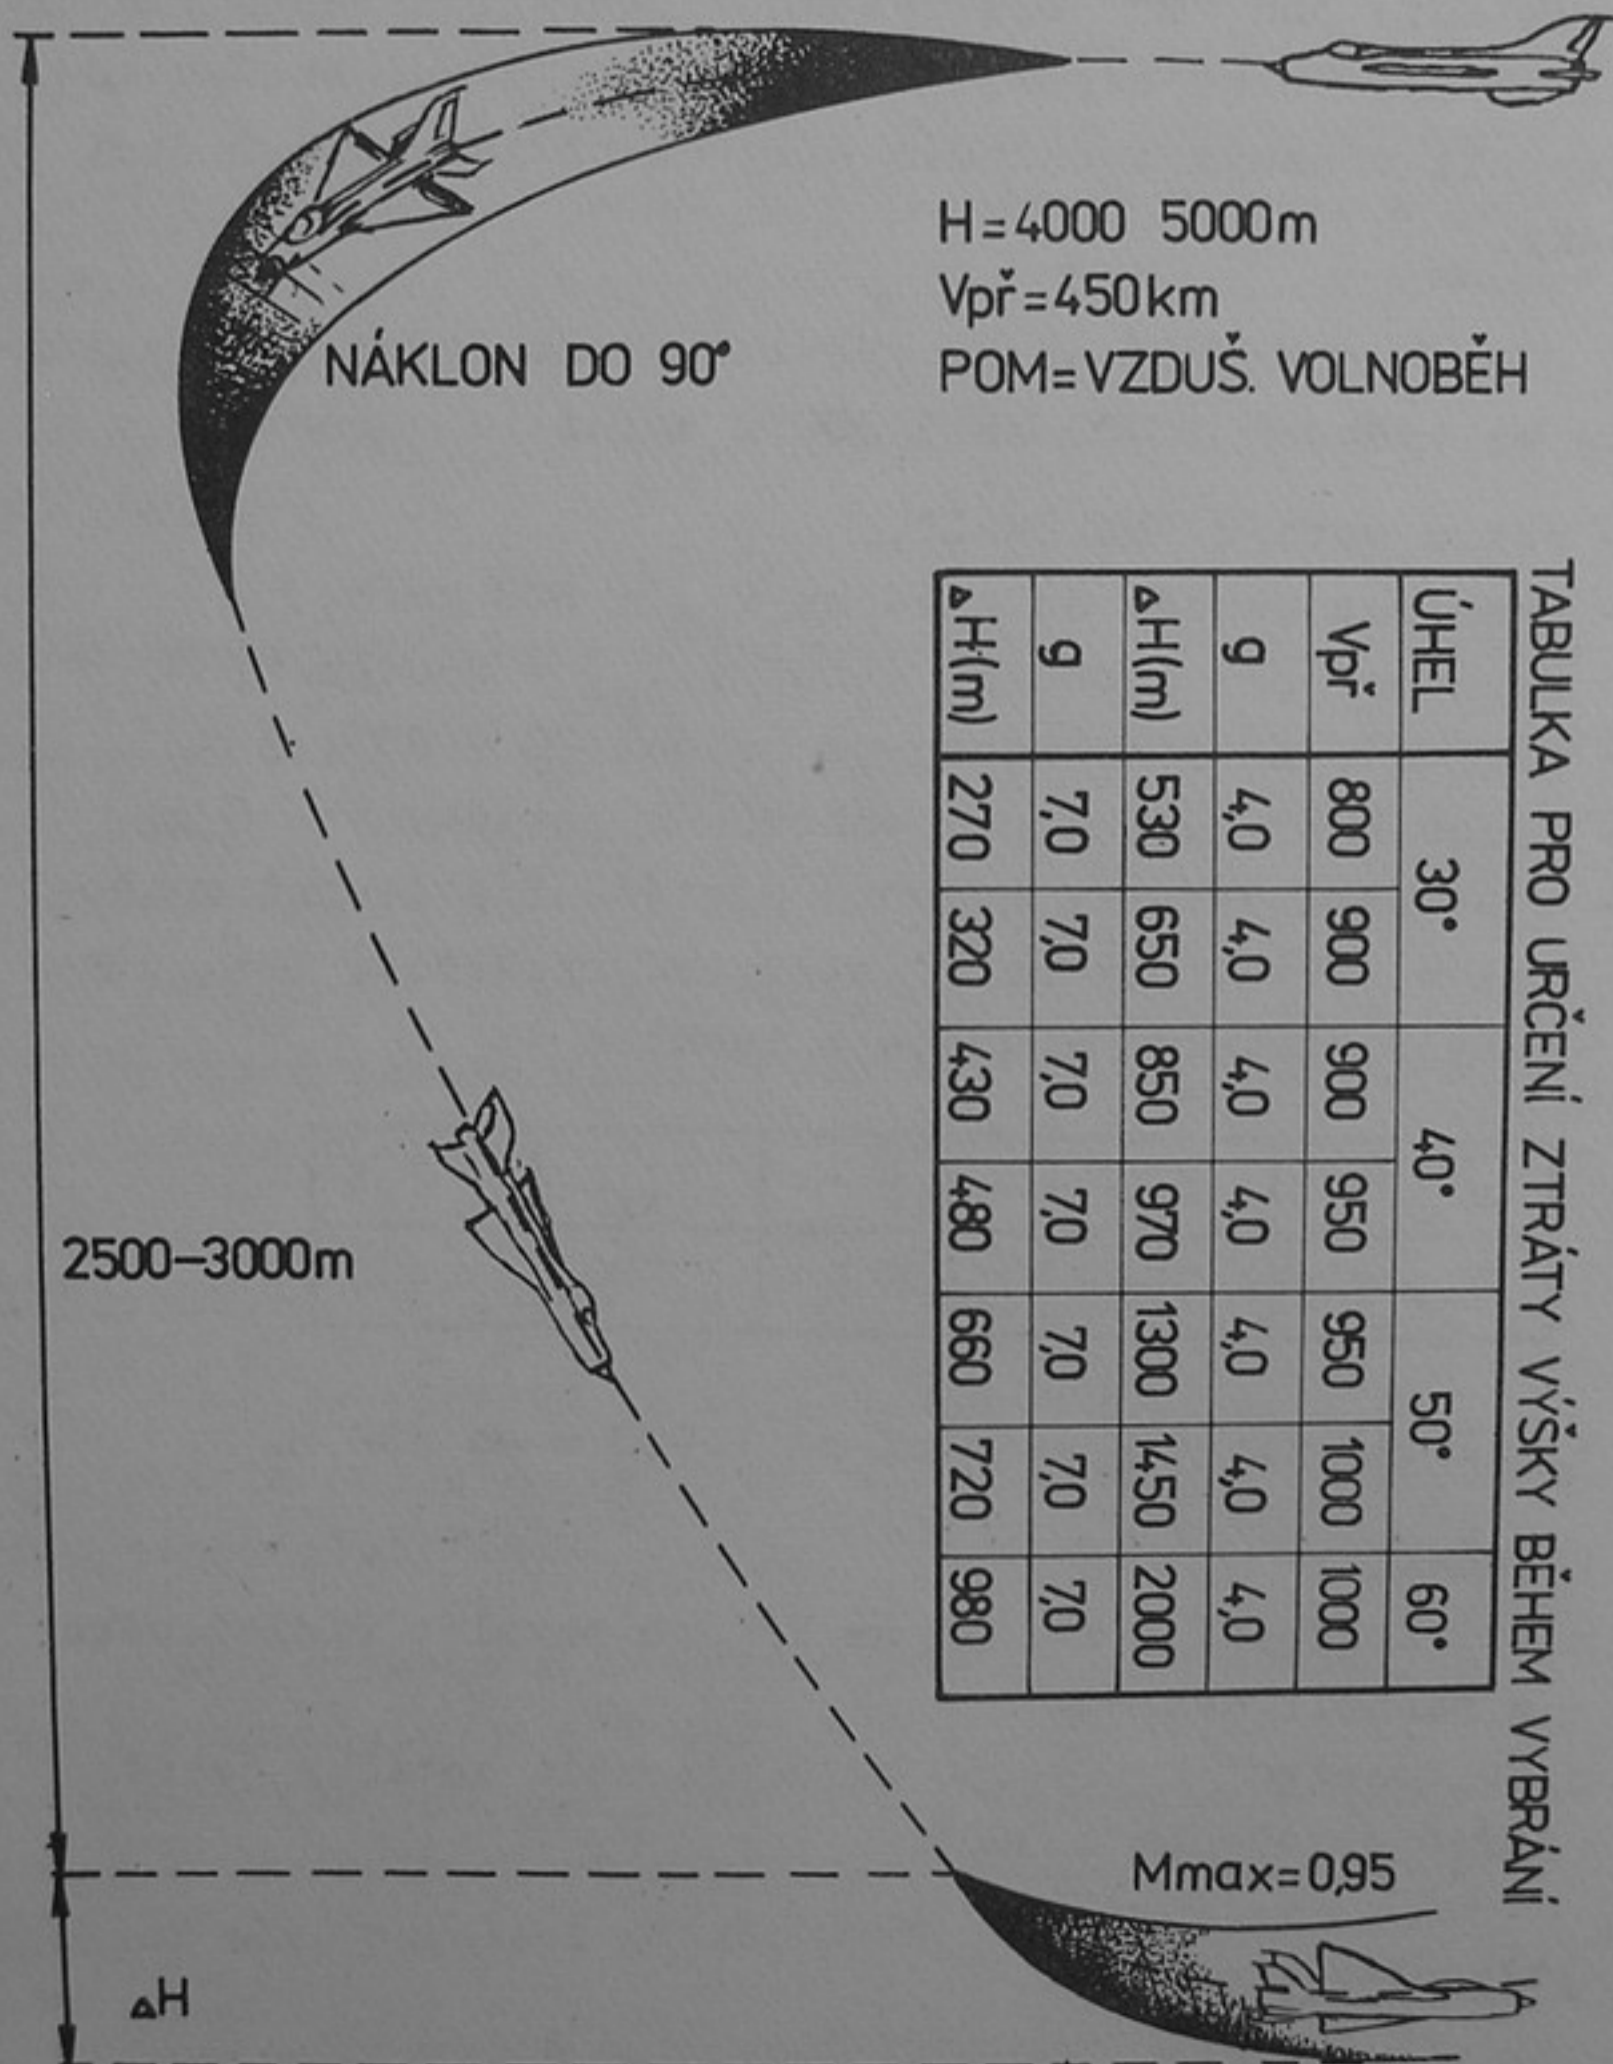 H=4000 5000m
Vpř=450km
POM=VZDUŠ. VOLNOBĚH
NÁKLON DO 90°
TABULKA PRO URČENÍ ZTRÁTY VÝŠKY BĚHEM VYBRÁNÍ
ÚHEL 30° 40° 50° 60°
Vpř 800 900 900 950 950 1000 1000
g 4,0 4,0 4,0 4,0 4,0 4,0 4,0
ΔH(m) 530 650 850 970 1300 1450 2000
g 7,0 7,0 7,0 7,0 7,0 7,0 7,0
ΔH(m) 270 320 430 480 660 720 980
2500–3000m
Mmax=0,95
ΔH